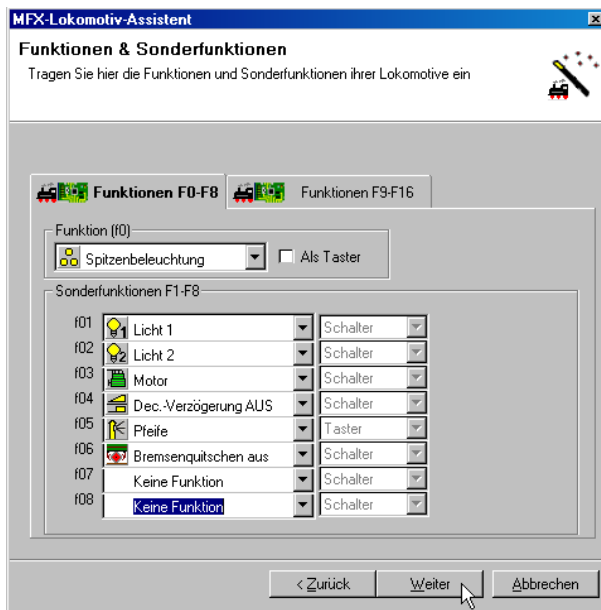 MFX-Lokomotiv-Assistent
Funktionen & Sonderfunktionen
Tragen Sie hier die Funktionen und Sonderfunktionen ihrer Lokomotive ein
Funktionen F0-F8 Funktionen F9-F16
Funktion (f0)
Spitzenbeleuchtung Als Taster
Sonderfunktionen F1-F8
f01 1 Licht 1 Schalter
f02 2 Licht 2 Schalter
f03 Motor Schalter
f04 Dec.-Verzögerung AUS Schalter
f05 Pfeife Taster
f06 Bremsenquitschen aus Schalter
f07 Keine Funktion Schalter
f08 Keine Funktion Schalter
< Zurück Weiter Abbrechen